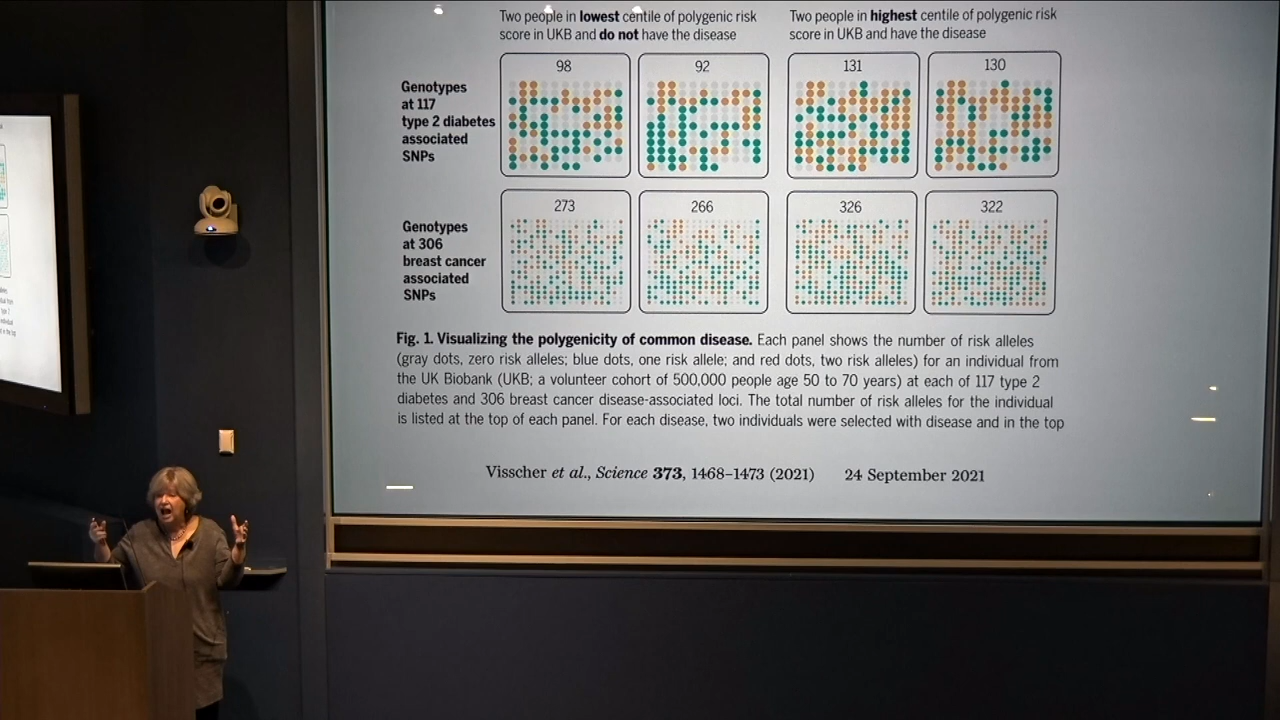 Two people in lowest centile of polygenic risk
score in UKB and do not have the disease
Two people in highest centile of polygenic risk
score in UKB and have the disease
98
92
131
130
Genotypes
at 117
type 2 diabetes
associated
SNPs
273
266
326
322
Genotypes
at 306
breast cancer
associated
SNPs
Fig. 1. Visualizing the polygenicity of common disease. Each panel shows the number of risk alleles
(gray dots, zero risk alleles; blue dots, one risk allele; and red dots, two risk alleles) for an individual from
the UK Biobank (UKB; a volunteer cohort of 500,000 people age 50 to 70 years) at each of 117 type 2
diabetes and 306 breast cancer disease-associated loci. The total number of risk alleles for the individual
is listed at the top of each panel. For each disease, two individuals were selected with disease and in the top
Visscher et al., Science 373, 1468–1473 (2021) 24 September 2021